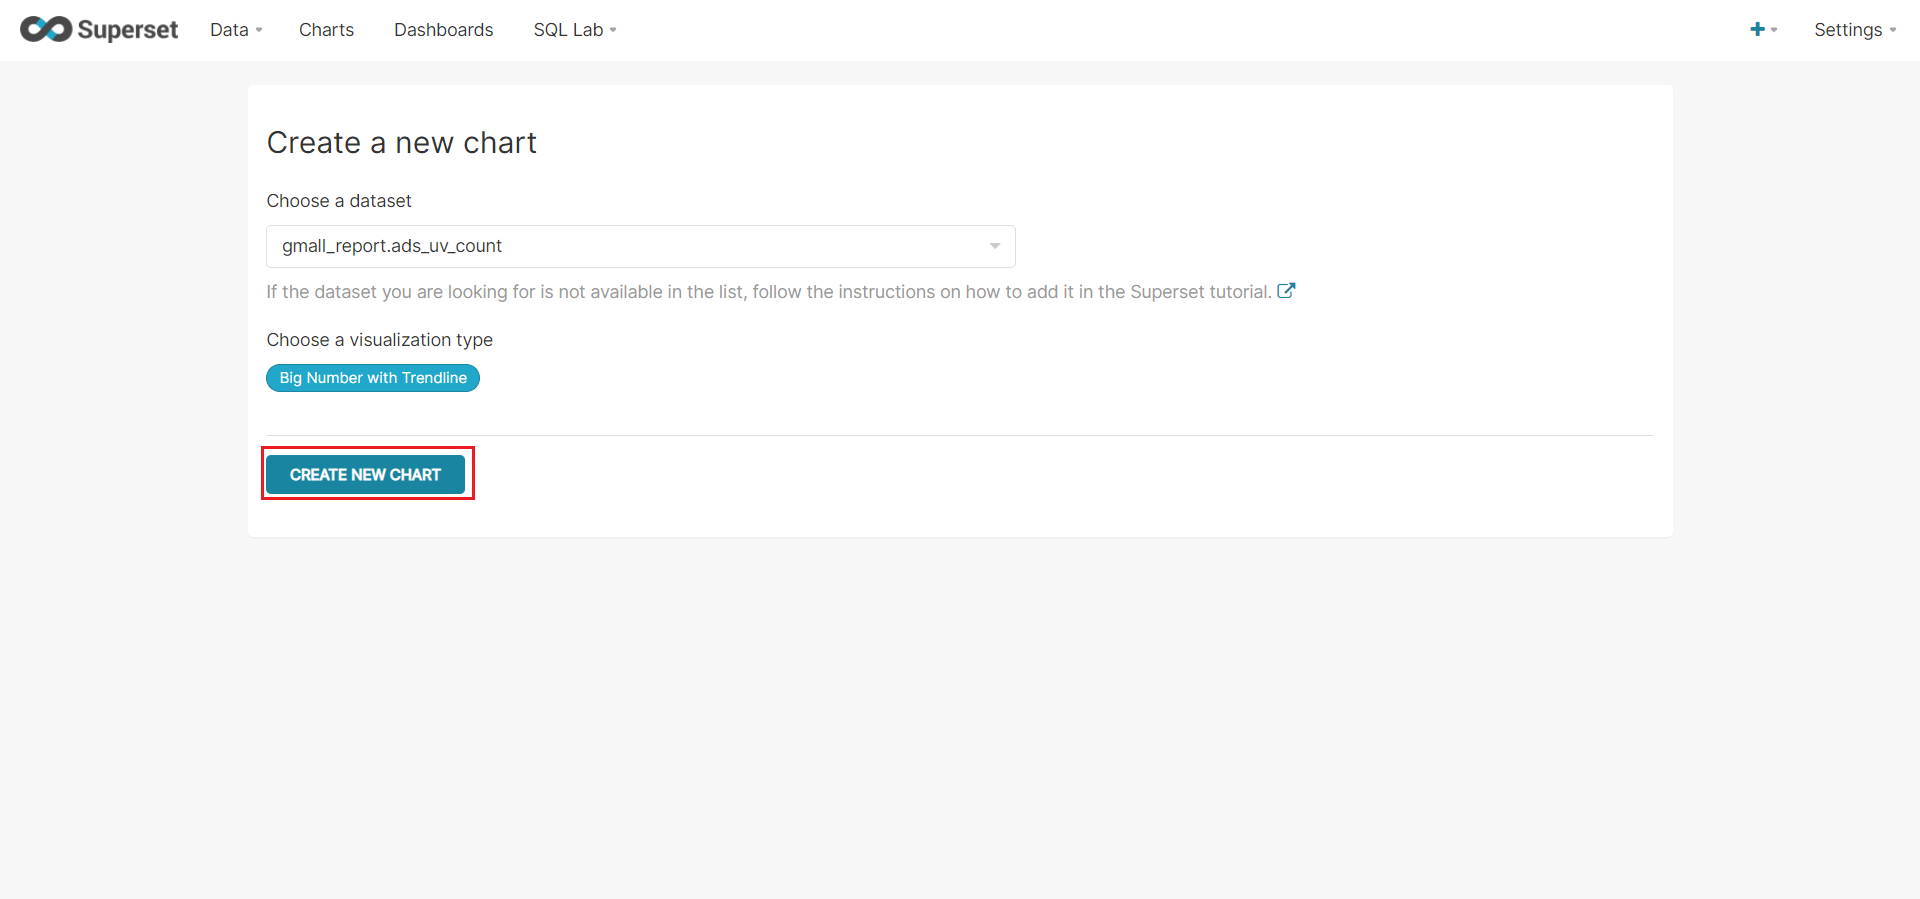 Superset Data Charts Dashboards SQL Lab Settings
Create a new chart
Choose a dataset
gmall_report.ads_uv_count
If the dataset you are looking for is not available in the list, follow the instructions on how to add it in the Superset tutorial.
Choose a visualization type
Big Number with Trendline
CREATE NEW CHART